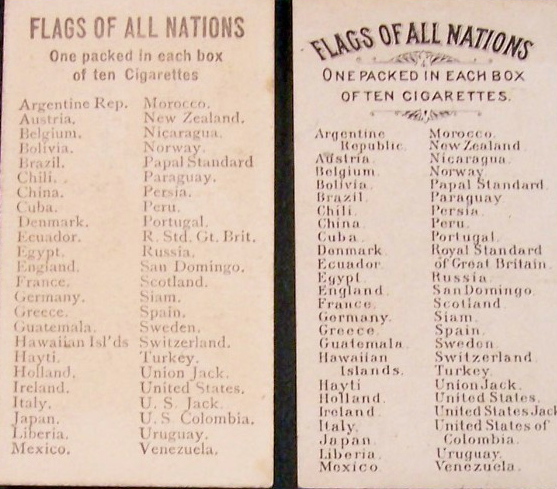 FLAGS OF ALL NATIONS
One packed in each box
of ten Cigarettes
Argentine Rep.
Austria.
Belgium.
Bolivia.
Brazil.
Chili.
China.
Cuba.
Denmark.
Ecuador.
Egypt.
England.
France.
Germany.
Greece.
Guatemala.
Hawaiian Isl'ds
Hayti.
Holland.
Ireland.
Italy.
Japan.
Liberia.
Mexico.
Morocco.
New Zealand.
Nicaragua.
Norway.
Papal Standard
Paraguay.
Persia.
Peru.
Portugal.
R. Std. Gt. Brit.
Russia.
San Domingo.
Scotland.
Siam.
Spain.
Sweden.
Switzerland.
Turkey.
Union Jack.
United States.
U. S. Jack.
U. S Colombia.
Uruguay.
Venezuela.
FLAGS OF ALL NATIONS
ONE PACKED IN EACH BOX
OF TEN CIGARETTES.
Argentine
Republic.
Austria.
Belgium.
Bolivia.
Brazil.
Chili.
China.
Cuba.
Denmark.
Ecuador.
Egypt.
England.
France.
Germany.
Greece.
Guatemala.
Hawaiian
Islands.
Hayti
Holland.
Ireland.
Italy.
Japan.
Liberia.
Mexico
Morocco.
New Zealand
Nicaragua.
Norway
Papal Standard.
Paraguay
Persia.
Peru.
Portugal.
Royal Standard
of Great Britain.
Russia.
San Domingo.
Scotland.
Siam.
Spain.
Sweden.
Switzerland.
Turkey.
Union Jack.
United States.
United States Jack
United States of
Colombia.
Uruguay.
Venezuela.